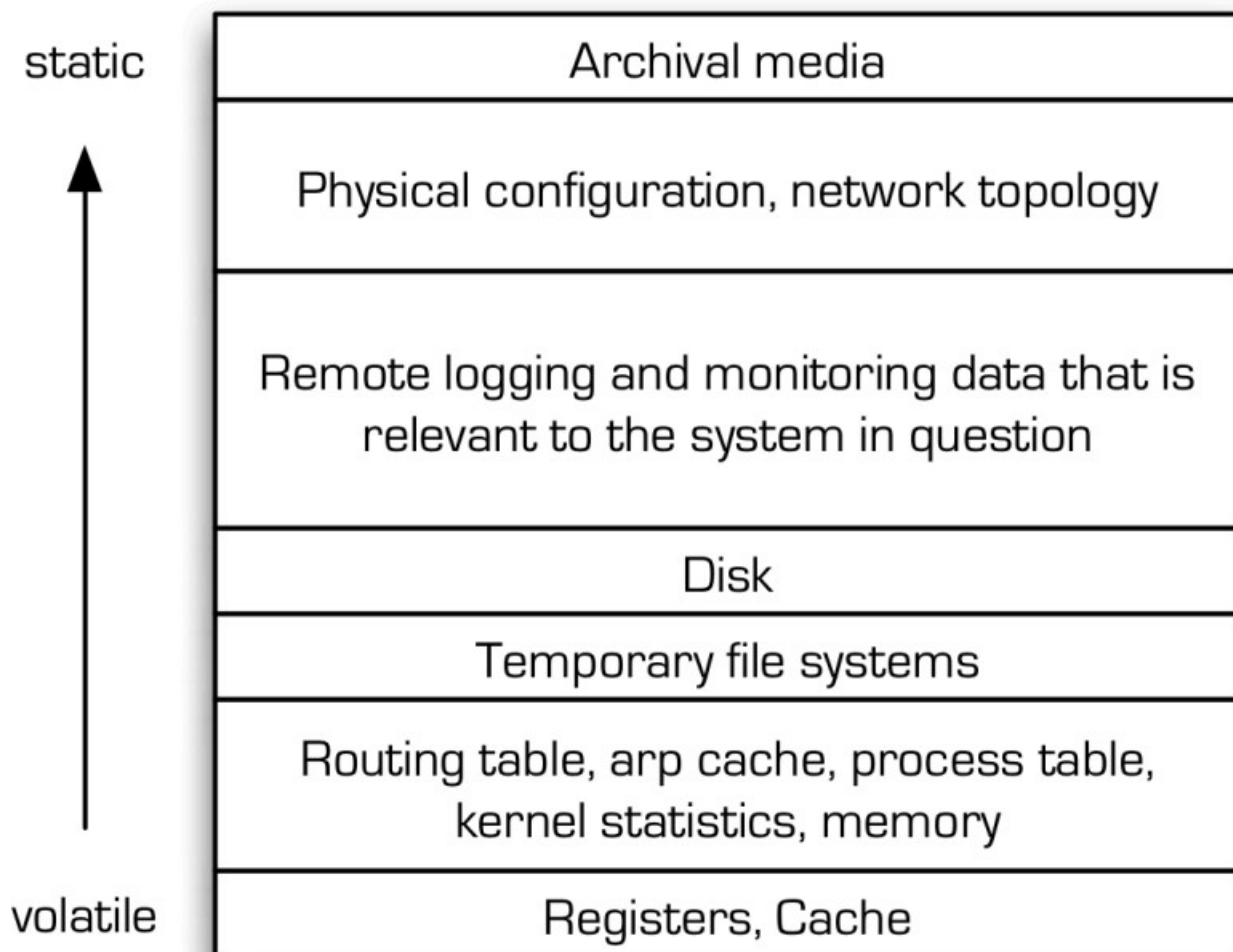 static
Archival media
Physical configuration, network topology
Remote logging and monitoring data that is
relevant to the system in question
Disk
Temporary file systems
Routing table, arp cache, process table,
kernel statistics, memory
volatile
Registers, Cache